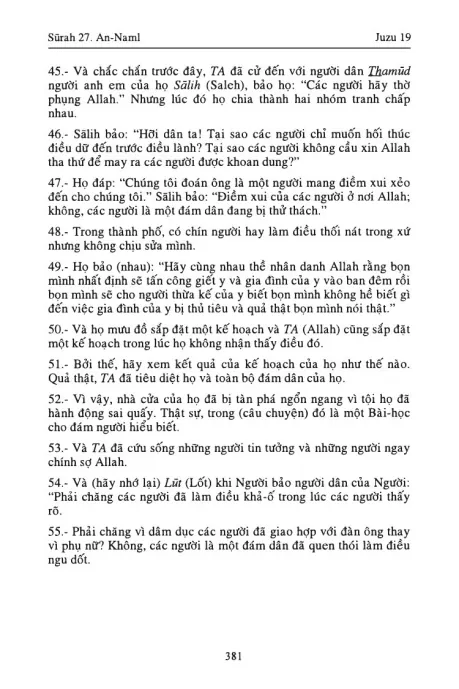 Sūrah 27. An-Naml Juzu 19
45.- Và chắc chắn trước đây, TA đã cử đến với người dân Thamūd
người anh em của họ Sālih (Saleh), bảo họ: “Các người hãy thờ
phụng Allah.” Nhưng lúc đó họ chia thành hai nhóm tranh chấp
nhau.
46.- Sālih bảo: “Hỡi dân ta! Tại sao các người chỉ muốn hối thúc
điều dữ đến trước điều lành? Tại sao các người không cầu xin Allah
tha thứ để may ra các người được khoan dung?”
47.- Họ đáp: “Chúng tôi đoán ông là một người mang điềm xui xẻo
đến cho chúng tôi.” Sālih bảo: “Điềm xui của các người ở nơi Allah;
không, các người là một đám dân đang bị thử thách.”
48.- Trong thành phố, có chín người hay làm điều thối nát trong xứ
nhưng không chịu sửa mình.
49.- Họ bảo (nhau): “Hãy cùng nhau thề nhân danh Allah rằng bọn
mình nhất định sẽ tấn công giết y và gia đình của y vào ban đêm rồi
bọn mình sẽ cho người thừa kế của y biết bọn mình không hề biết gì
đến việc gia đình của y bị thủ tiêu và quả thật bọn mình nói thật.”
50.- Và họ mưu đồ sắp đặt một kế hoạch và TA (Allah) cũng sắp đặt
một kế hoạch trong lúc họ không nhận thấy điều đó.
51.- Bởi thế, hãy xem kết quả của kế hoạch của họ như thế nào.
Quả thật, TA đã tiêu diệt họ và toàn bộ đám dân của họ.
52.- Vì vậy, nhà cửa của họ bị tàn phá ngổn ngang vì tội họ đã
hành động sai quấy. Thật sự, trong (câu chuyện) đó là một Bài-học
cho đám người hiểu biết.
53.- Và TA đã cứu sống những người tin tưởng và những người ngay
chính sợ Allah.
54.- Và (hãy nhớ lại) Lūt (Lốt) khi Người bảo người dân của Người:
“Phải chăng các người đã làm điều khả-ố trong lúc các người thấy
rõ.
55.- Phải chăng vì dâm dục các người đã giao hợp với đàn ông thay
vì phụ nữ? Không, các người là một đám dân đã quen thói làm điều
ngu dốt.
381